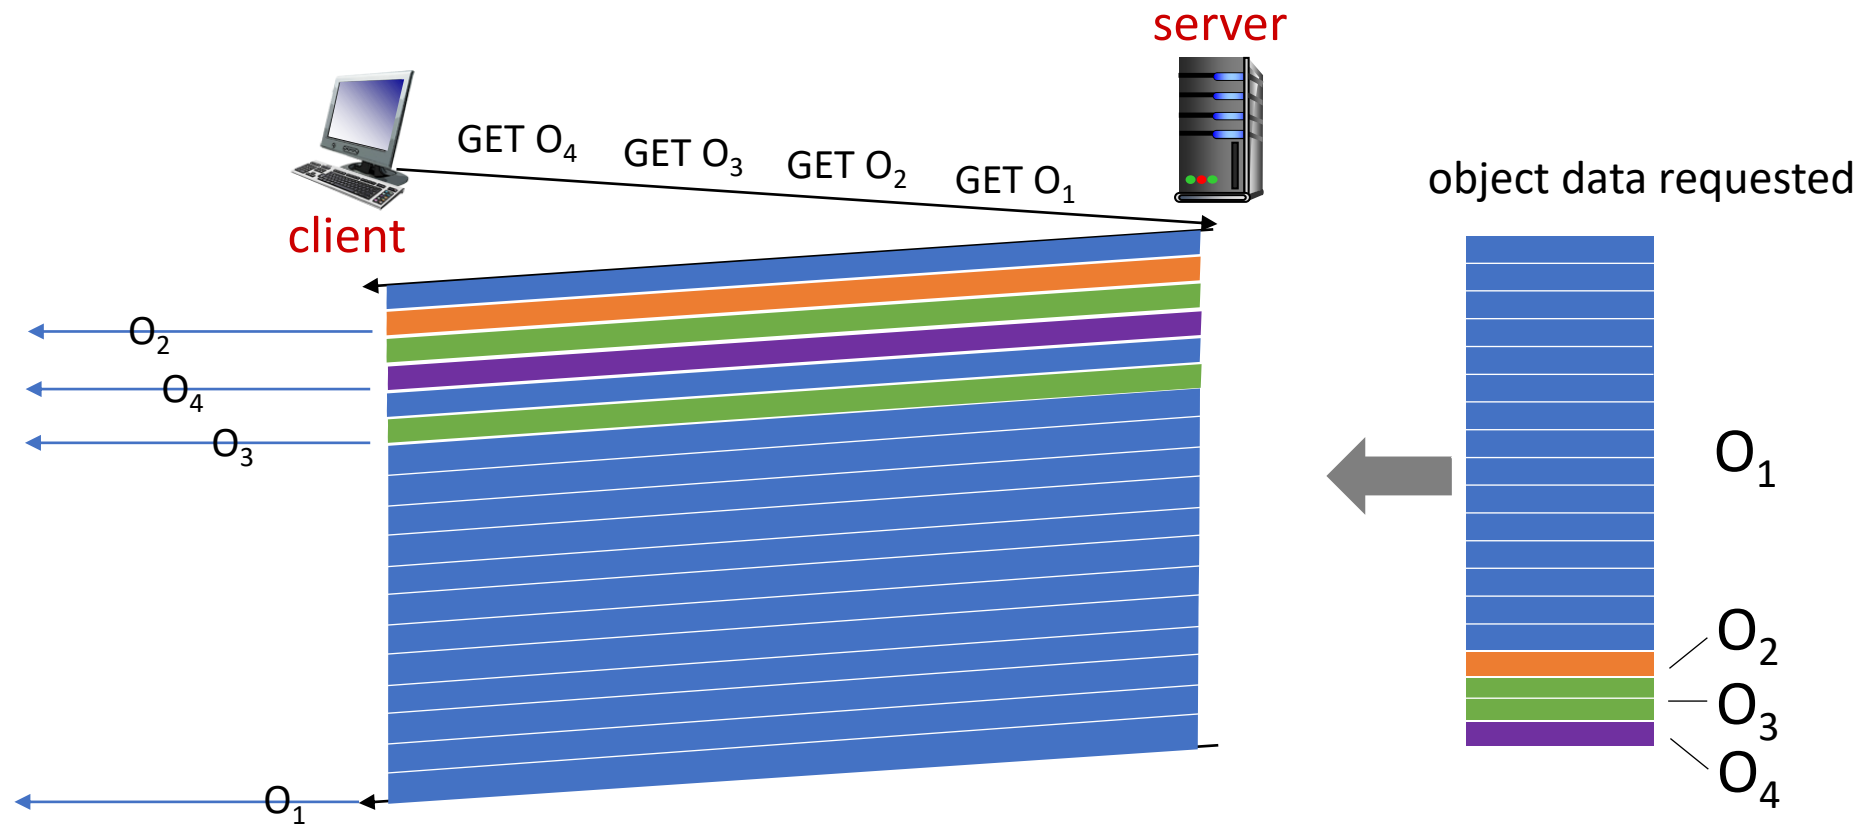 server
GET O₄
GET O₃
GET O₂
GET O₁
object data requested
client
O₂
O₄
O₃
O₁
O₂
O₃
O₄
O₁